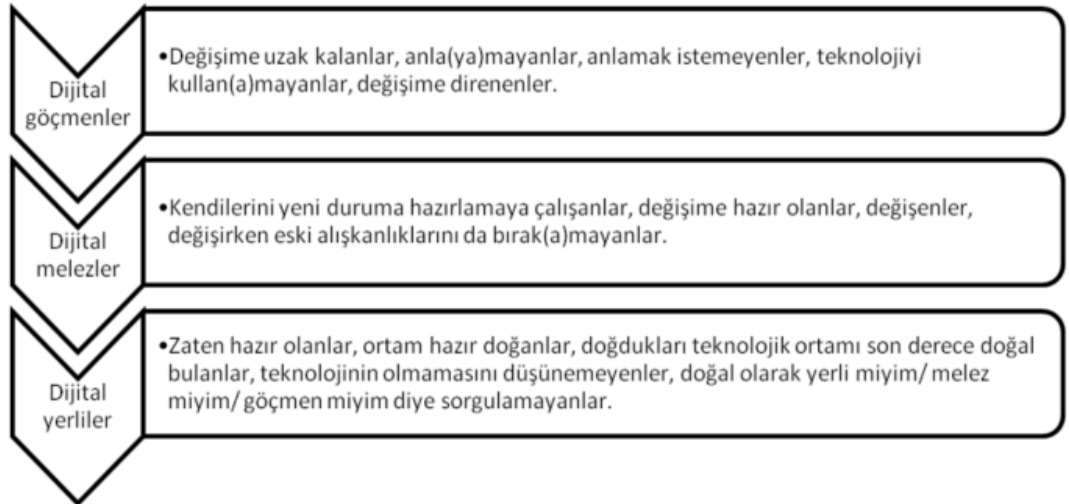 Dijital
göçmenler
•Değişime uzak kalanlar, anla(ya)mayanlar, anlamak istemeyenler, teknolojiyi
kullan(a)mayanlar, değişime direnenler.
Dijital
melezler
•Kendilerini yeni duruma hazırlamaya çalışanlar, değişime hazır olanlar, değişenler,
değişirken eski alışkanlıklarını da bırak(a)mayanlar.
Dijital
yerliler
•Zaten hazır olanlar, ortam hazır doğanlar, doğdukları teknolojik ortamı son derece doğal
bulanlar, teknolojinin olmamasını düşünemeyenler, doğal olarak yerli miyim/ melez
miyim/ göçmen miyim diye sorgulamayanlar.